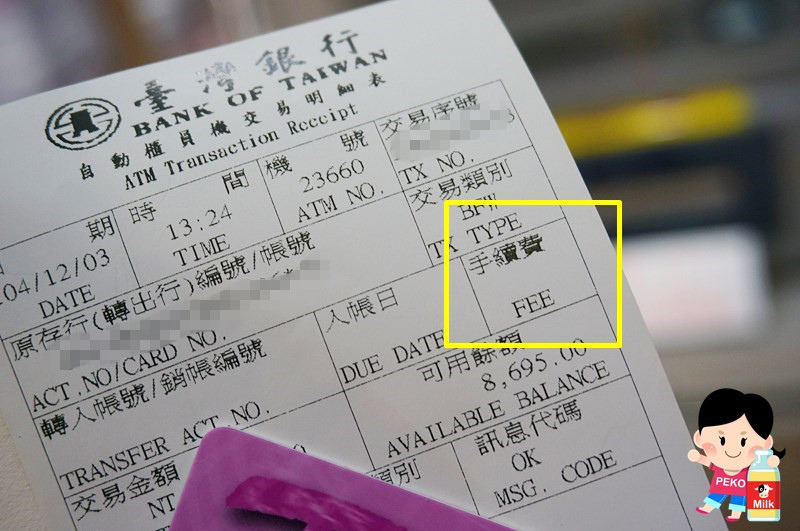 臺灣銀行
BANK OF TAIWAN
自動櫃員機交易明細表
ATM Transaction Receipt
期
04/12/03
DATE
時 間
13:24
TIME
機 號
23660
ATM NO.
交易序號
TX NO.
交易類別
BFW
TX TYPE
原存行(轉出行)編號/帳號
ACT.NO/CARD NO.
入帳日
DUE DATE
手續費
FEE
轉入帳號/銷帳編號
TRANSFER ACT NO.
可用餘額
8,695.00
AVAILABLE BALANCE
交易金額
NT
訊息代碼
OK
MSG. CODE
PEKO
Milk